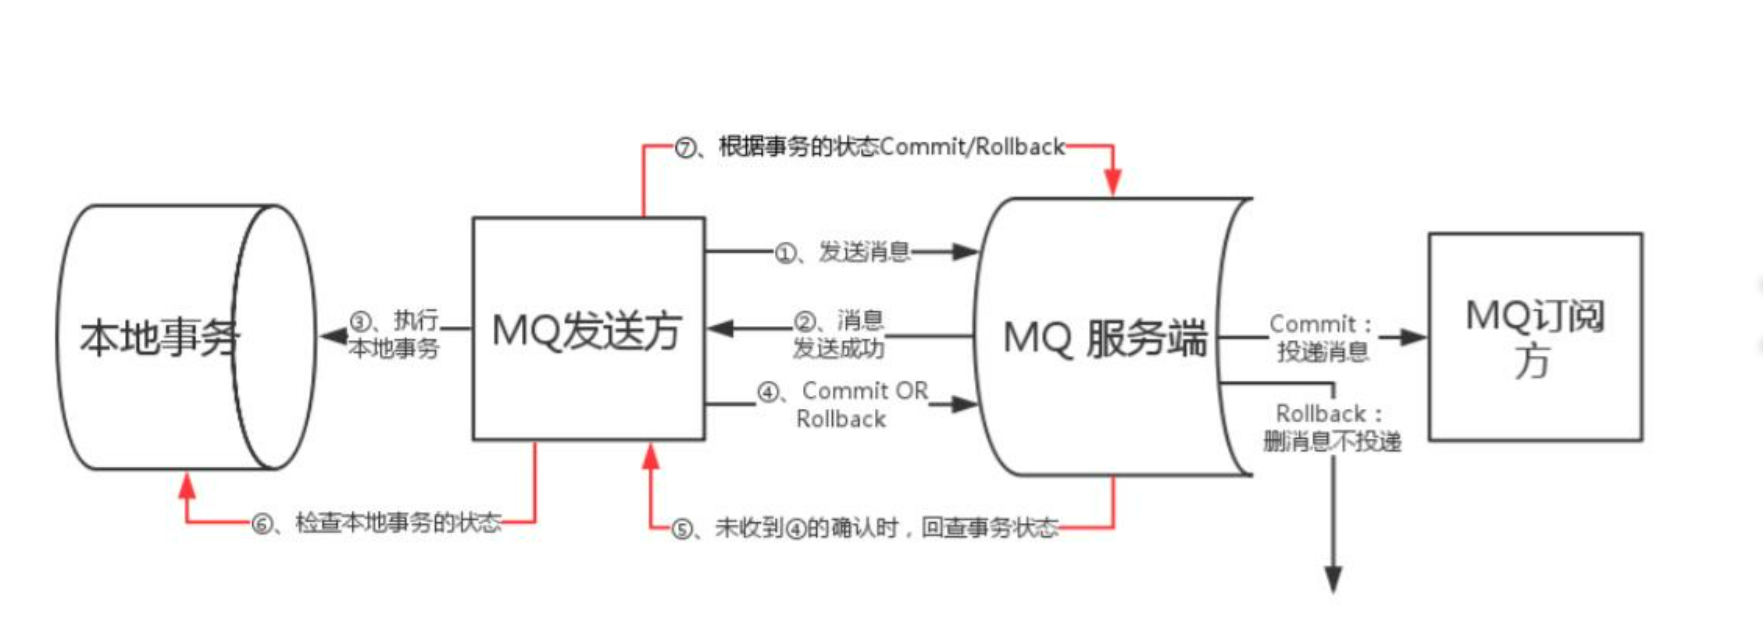 ⑦、根据事务的状态Commit/Rollback
①、发送消息
本地事务
③、执行
本地事务
MQ发送方
②、消息
发送成功
④、Commit OR
Rollback
MQ 服务端
Commit：
投递消息
MQ订阅
方
Rollback：
删消息不投递
⑥、检查本地事务的状态
⑤、未收到④的确认时，回查事务状态